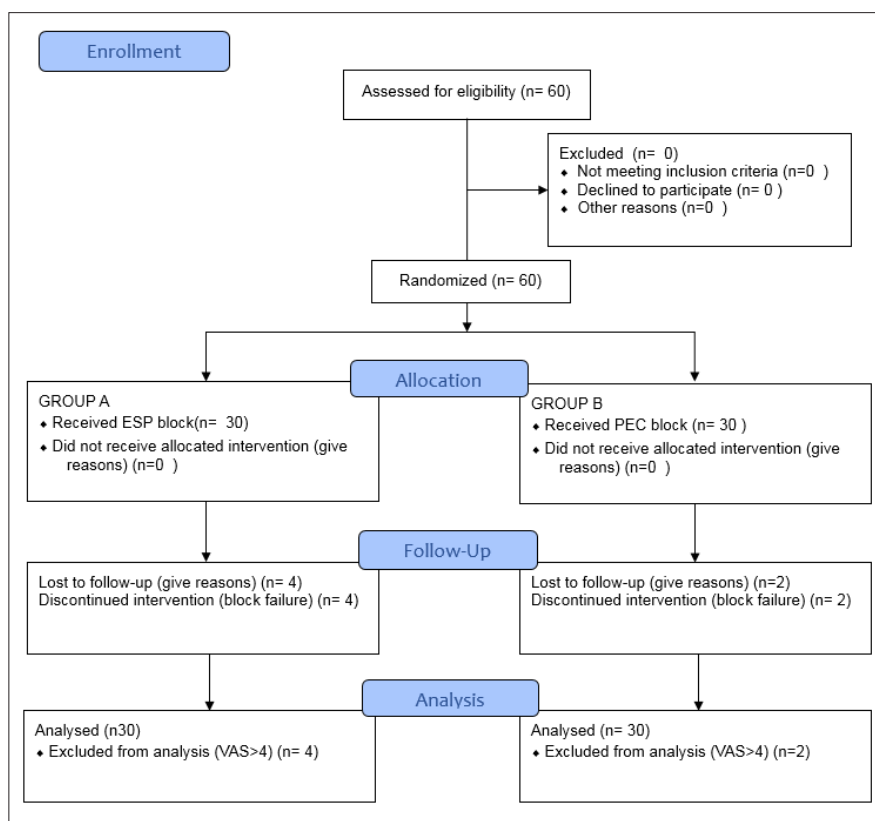 Enrollment
Assessed for eligibility (n= 60)
Excluded (n= 0)
⬥ Not meeting inclusion criteria (n=0 )
⬥ Declined to participate (n= 0 )
⬥ Other reasons (n=0 )
Randomized (n= 60)
Allocation
GROUP A
⬥ Received ESP block(n= 30)
⬥ Did not receive allocated intervention (give
reasons) (n=0 )
GROUP B
⬥ Received PEC block (n= 30 )
⬥ Did not receive allocated intervention (give
reasons) (n=0 )
Follow-Up
Lost to follow-up (give reasons) (n= 4)
Discontinued intervention (block failure) (n= 4)
Lost to follow-up (give reasons) (n=2)
Discontinued intervention (block failure) (n= 2)
Analysis
Analysed (n30)
⬥ Excluded from analysis (VAS>4) (n= 4)
Analysed (n= 30)
⬥ Excluded from analysis (VAS>4) (n=2)